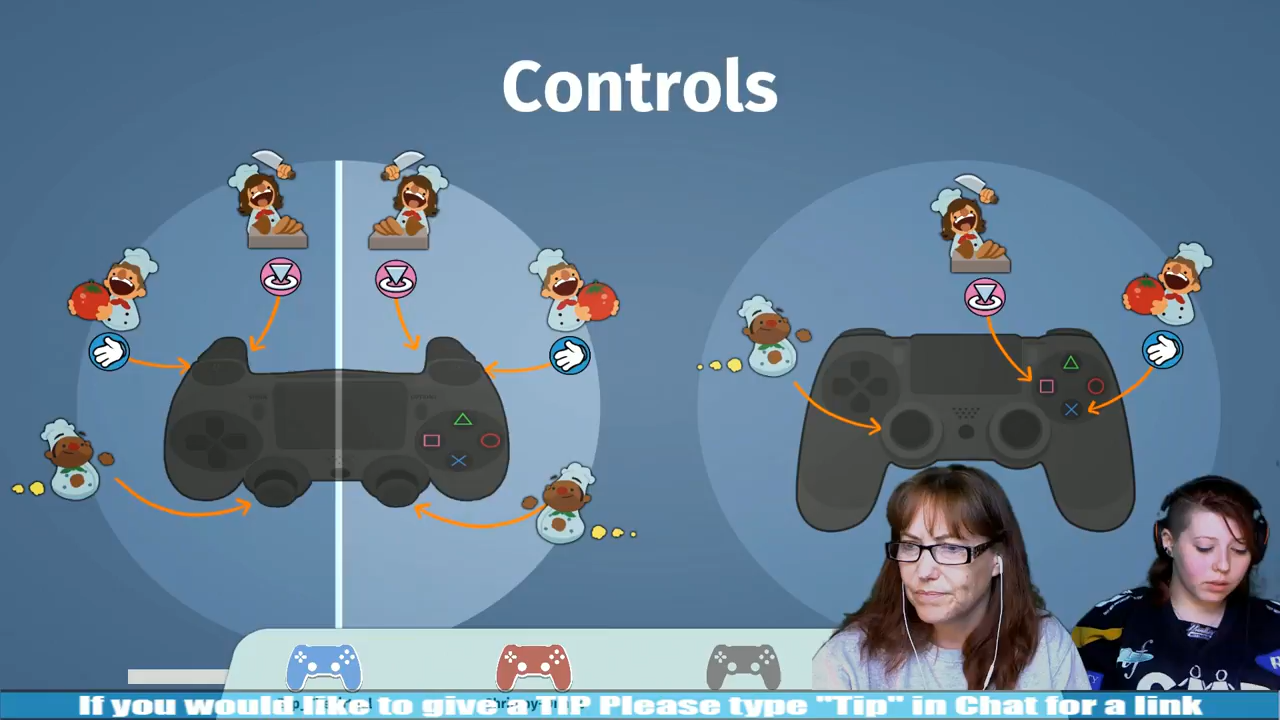 Controls
If you would like to give a TIP Please type "Tip" in Chat for a link